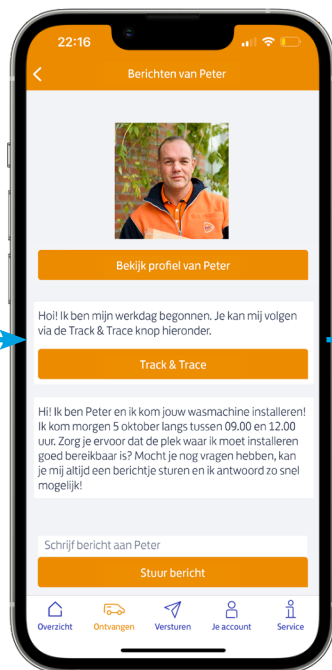 22:16
Berichten van Peter
Bekijk profiel van Peter
Hoi! Ik ben mijn werkdag begonnen. Je kan mij volgen
via de Track & Trace knop hieronder.
Track & Trace
Hi! Ik ben Peter en ik kom jouw wasmachine installeren!
Ik kom morgen 5 oktober langs tussen 09.00 en 12.00
uur. Zorg je ervoor dat de plek waar ik moet installeren
goed bereikbaar is? Mocht je nog vragen hebben, kan
je mij altijd een berichtje sturen en ik antwoord zo snel
mogelijk!
Schrijf bericht aan Peter
Stuur bericht
Overzicht Ontvangen Versturen Je account Service